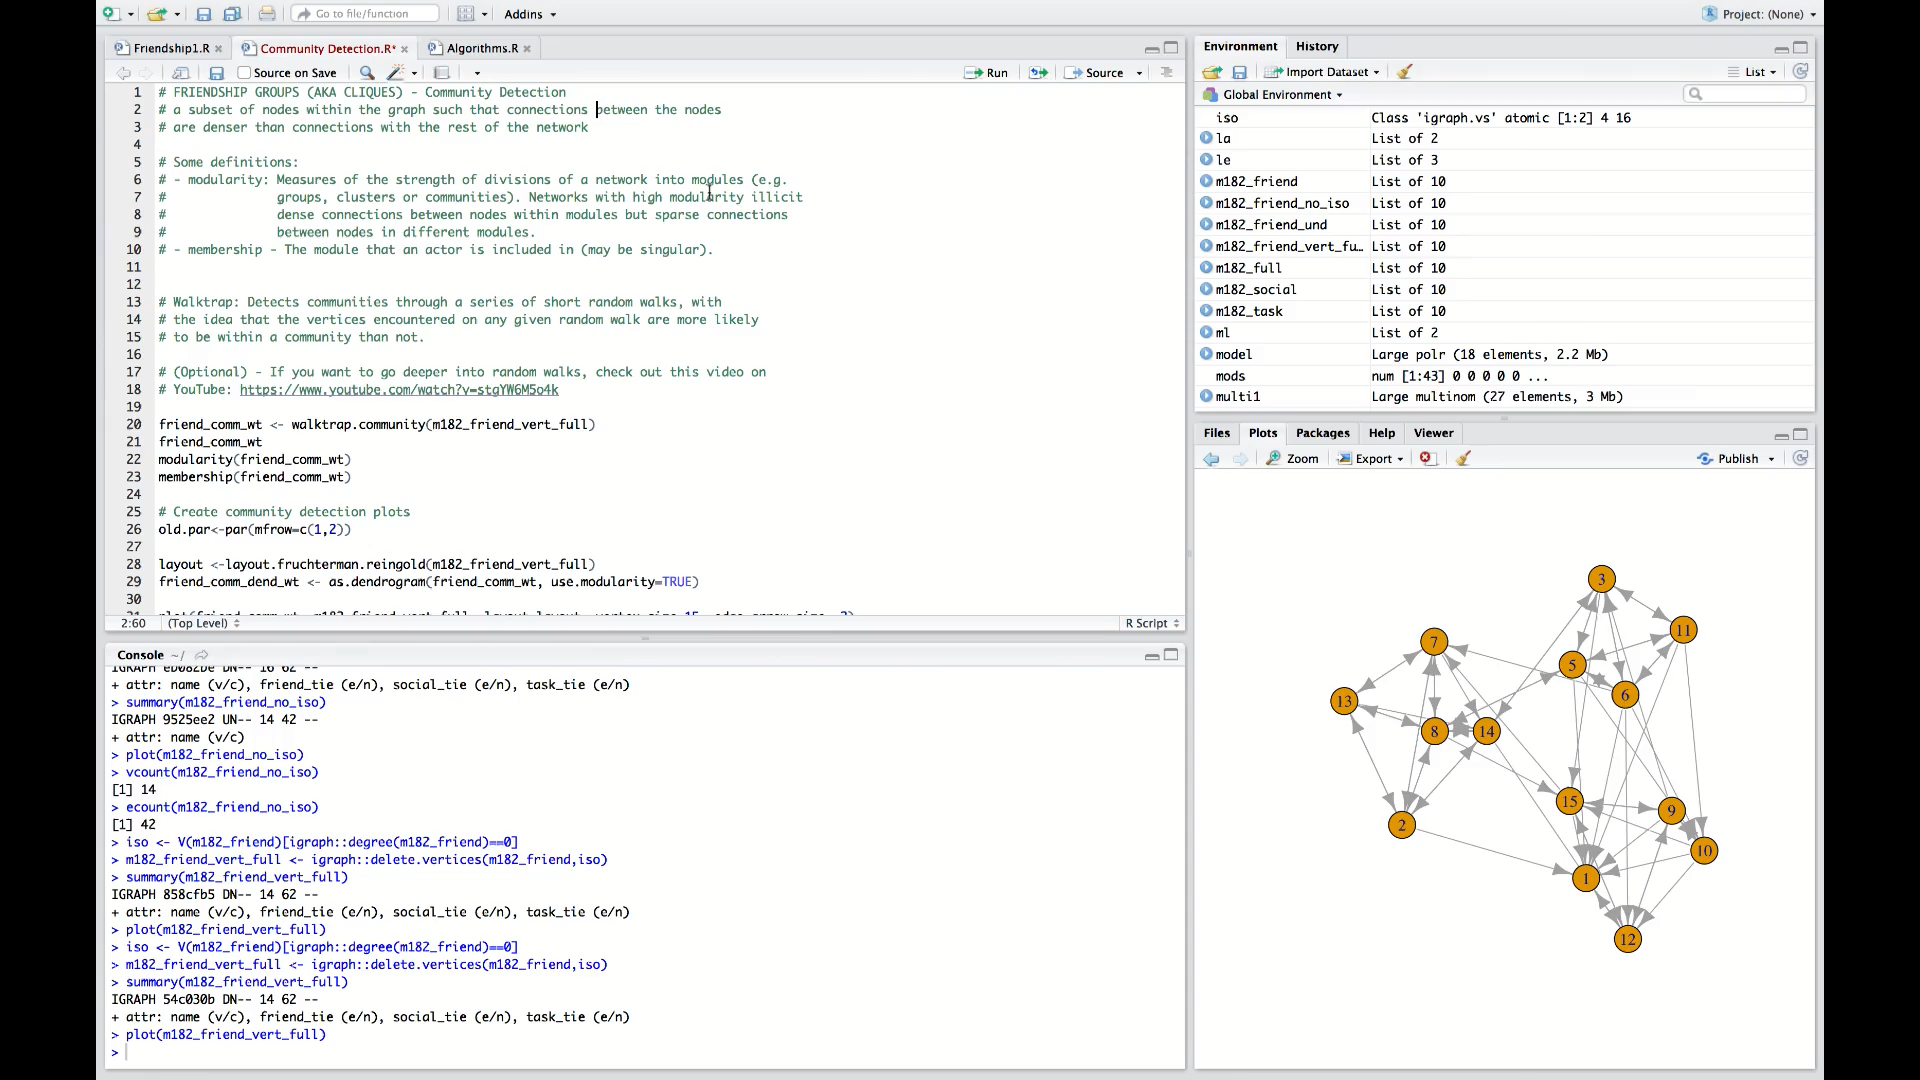 Go to file/function
Addins
Project: (None)
Friendship1.R
Community Detection.R*
Algorithms.R
Source on Save
Run
Source
1 # FRIENDSHIP GROUPS (AKA CLIQUES) - Community Detection
2 # a subset of nodes within the graph such that connections between the nodes
3 # are denser than connections with the rest of the network
4
5 # Some definitions:
6 # - modularity: Measures of the strength of divisions of a network into modules (e.g.
7 # groups, clusters or communities). Networks with high modularity illicit
8 # dense connections between nodes within modules but sparse connections
9 # between nodes in different modules.
10 # - membership - The module that an actor is included in (may be singular).
11
12
13 # Walktrap: Detects communities through a series of short random walks, with
14 # the idea that the vertices encountered on any given random walk are more likely
15 # to be within a community than not.
16
17 # (Optional) - If you want to go deeper into random walks, check out this video on
18 # YouTube: https://www.youtube.com/watch?v=stgYW6M5o4k
19
20 friend_comm_wt <- walktrap.community(m182_friend_vert_full)
21 friend_comm_wt
22 modularity(friend_comm_wt)
23 membership(friend_comm_wt)
24
25 # Create community detection plots
26 old.par<-par(mfrow=c(1,2))
27
28 layout <-layout.fruchterman.reingold(m182_friend_vert_full)
29 friend_comm_dend_wt <- as.dendrogram(friend_comm_wt, use.modularity=TRUE)
30
2:60 (Top Level) R Script
Console ~/
+ attr: name (v/c), friend_tie (e/n), social_tie (e/n), task_tie (e/n)
> summary(m182_friend_no_iso)
IGRAPH 9525ee2 UN-- 14 42 --
+ attr: name (v/c)
> plot(m182_friend_no_iso)
> vcount(m182_friend_no_iso)
[1] 14
> ecount(m182_friend_no_iso)
[1] 42
> iso <- V(m182_friend)[igraph::degree(m182_friend)==0]
> m182_friend_vert_full <- igraph::delete.vertices(m182_friend,iso)
> summary(m182_friend_vert_full)
IGRAPH 858cfb5 DN-- 14 62 --
+ attr: name (v/c), friend_tie (e/n), social_tie (e/n), task_tie (e/n)
> plot(m182_friend_vert_full)
> iso <- V(m182_friend)[igraph::degree(m182_friend)==0]
> m182_friend_vert_full <- igraph::delete.vertices(m182_friend,iso)
> summary(m182_friend_vert_full)
IGRAPH 54c030b DN-- 14 62 --
+ attr: name (v/c), friend_tie (e/n), social_tie (e/n), task_tie (e/n)
> plot(m182_friend_vert_full)
>
Environment History
Import Dataset List
Global Environment
iso Class 'igraph.vs' atomic [1:2] 4 16
la List of 2
le List of 3
m182_friend List of 10
m182_friend_no_iso List of 10
m182_friend_und List of 10
m182_friend_vert_fu… List of 10
m182_full List of 10
m182_social List of 10
m182_task List of 10
ml List of 2
model Large polr (18 elements, 2.2 Mb)
mods num [1:43] 0 0 0 0 0 ...
multi1 Large multinom (27 elements, 3 Mb)
Files Plots Packages Help Viewer
Zoom Export Publish
3
11
7
5
6
13
8
14
15
9
2
10
1
12